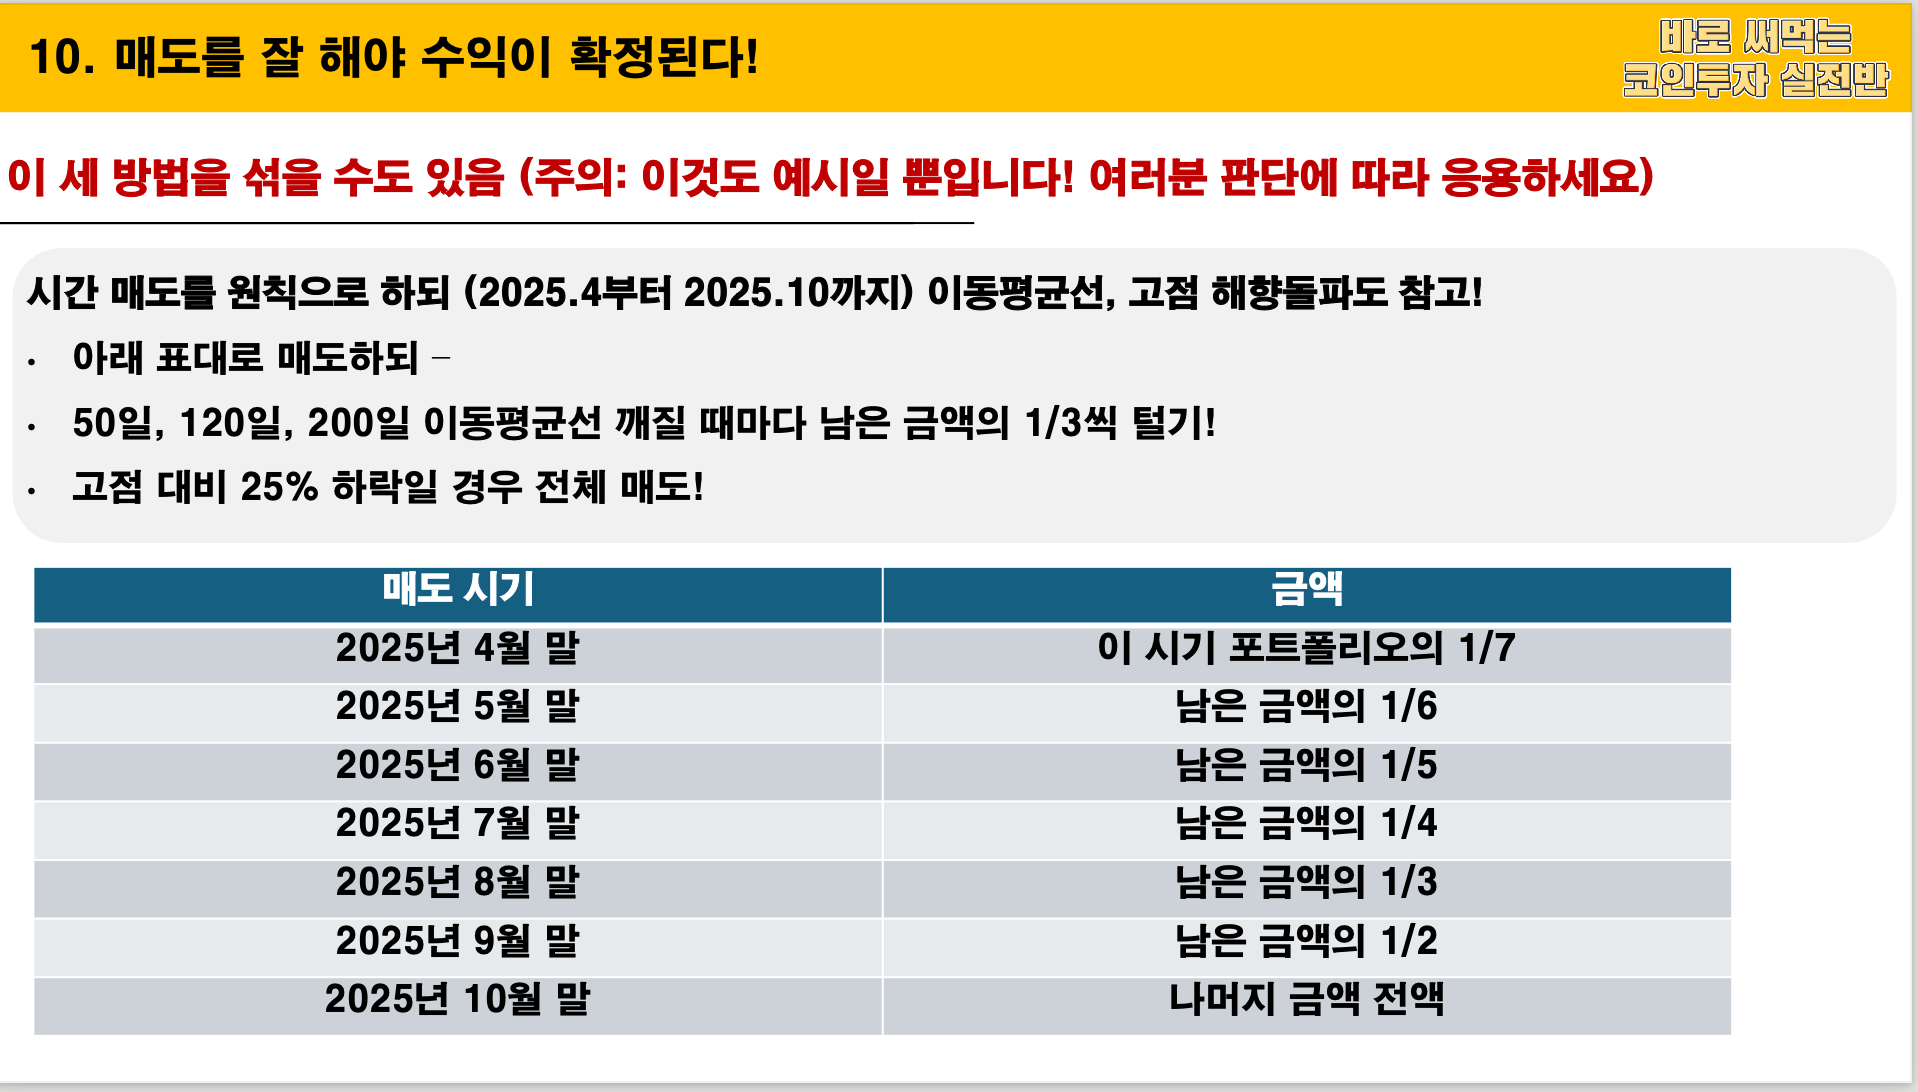 10. 매도를 잘 해야 수익이 확정된다!
바로 써먹는
코인투자 실전반
이 세 방법을 섞을 수도 있음 (주의: 이것도 예시일 뿐입니다! 여러분 판단에 따라 응용하세요)
시간 매도를 원칙으로 하되 (2025.4부터 2025.10까지) 이동평균선, 고점 해향돌파도 참고!
• 아래 표대로 매도하되 –
• 50일, 120일, 200일 이동평균선 깨질 때마다 남은 금액의 1/3씩 털기!
• 고점 대비 25% 하락일 경우 전체 매도!
매도 시기 금액
2025년 4월 말 이 시기 포트폴리오의 1/7
2025년 5월 말 남은 금액의 1/6
2025년 6월 말 남은 금액의 1/5
2025년 7월 말 남은 금액의 1/4
2025년 8월 말 남은 금액의 1/3
2025년 9월 말 남은 금액의 1/2
2025년 10월 말 나머지 금액 전액